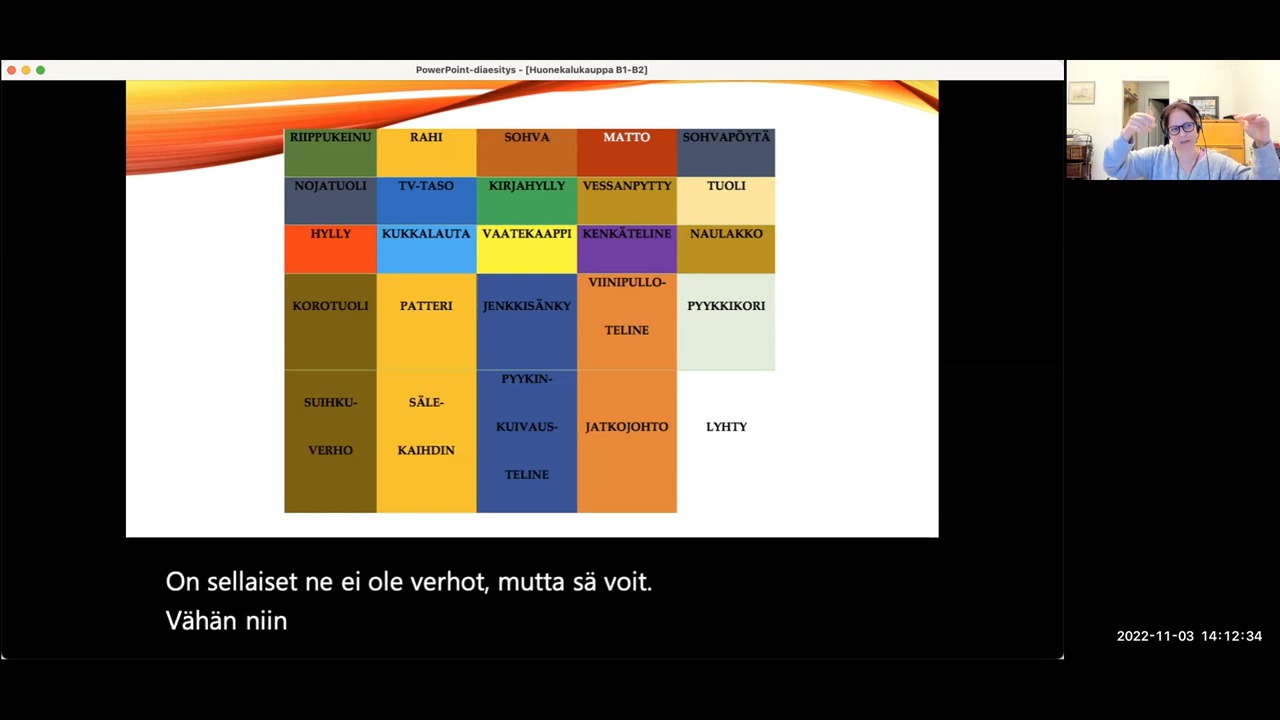 PowerPoint-diaesitys - [Huonekalukauppa B1-B2]
RIIPPUKEINU RAHI SOHVA MATTO SOHVAPÖYTÄ
NOJATUOLI TV-TASO KIRJAHYLLY VESSANPYTTY TUOLI
HYLLY KUKKALAUTA VAATEKAAPPI KENKÄTELINE NAULAKKO
KOROTUOLI
PATTERI
JENKKISÄNKY
VIINIPULLO-
TELINE
PYYKKIKORI
SUIHKU-
VERHO
SÄLE-
KAIHDIN
PYYKIN-
KUIVAUS-
TELINE
JATKOJOHTO
LYHTY
On sellaiset ne ei ole verhot, mutta sä voit.
Vähän niin
2022-11-03 14:12:34